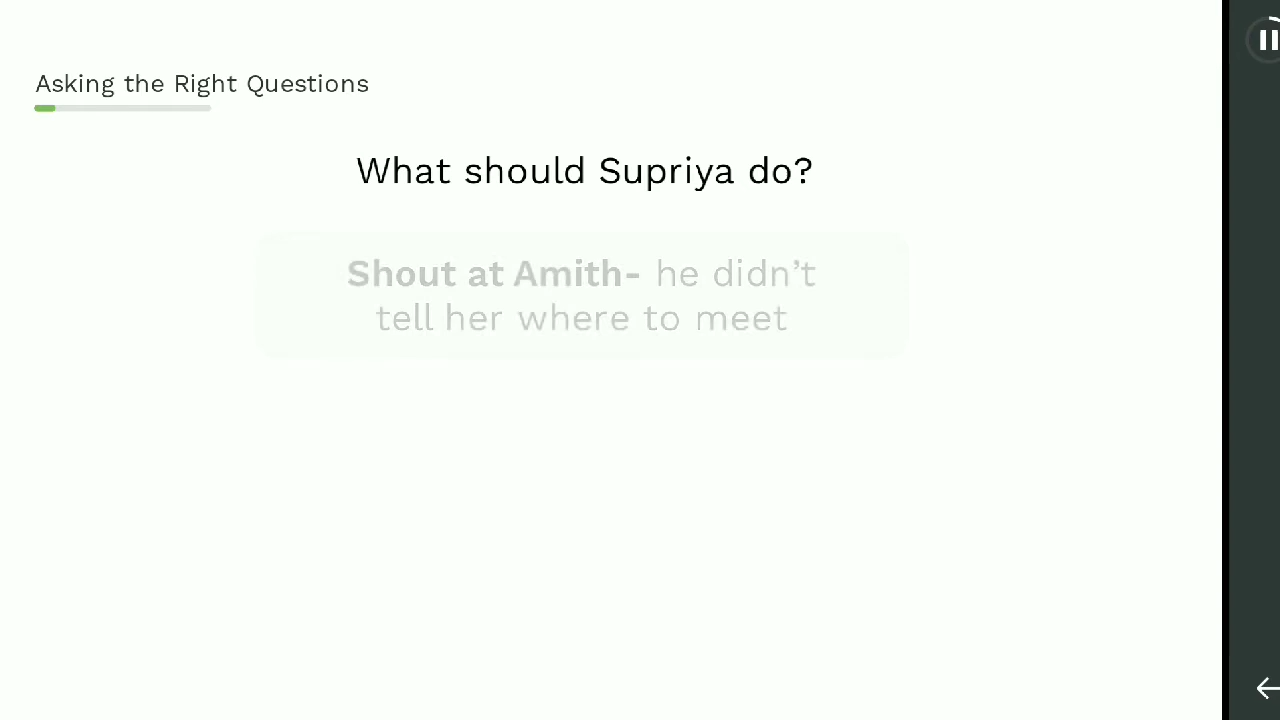 Asking the Right Questions
What should Supriya do?
Shout at Amith- he didn’t
tell her where to meet